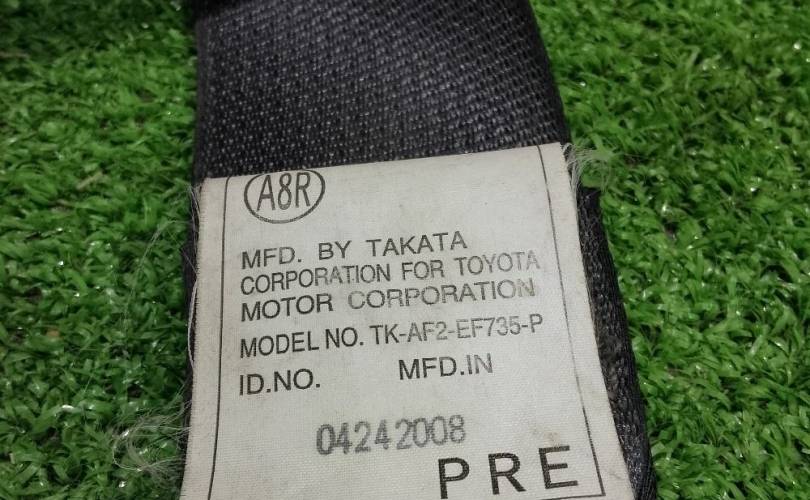 A8R
MFD. BY TAKATA
CORPORATION FOR TOYOTA
MOTOR CORPORATION
MODEL NO. TK-AF2-EF735-P
ID.NO. MFD.IN
04242008
PRE